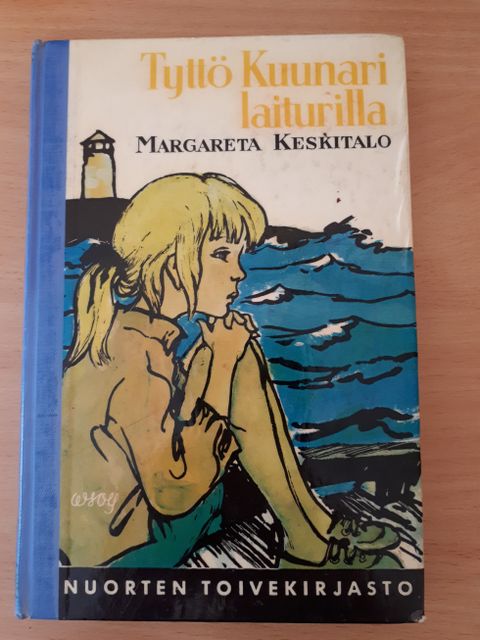 Tyttö Kuunari
laiturilla
MARGARETA KESKITALO
wsoy
NUORTEN TOIVEKIRJASTO